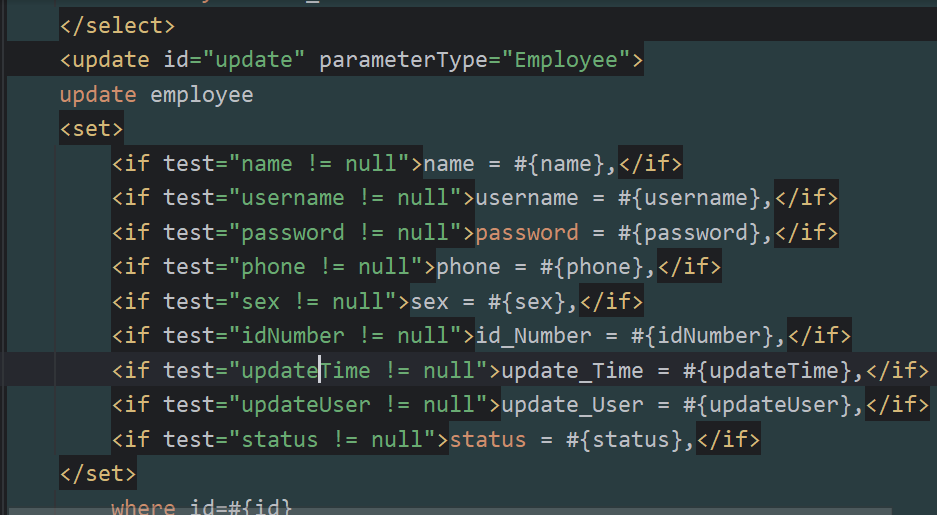 </select>
<update id="update" parameterType="Employee">
update employee
<set>
<if test="name != null">name = #{name},</if>
<if test="username != null">username = #{username},</if>
<if test="password != null">password = #{password},</if>
<if test="phone != null">phone = #{phone},</if>
<if test="sex != null">sex = #{sex},</if>
<if test="idNumber != null">id_Number = #{idNumber},</if>
<if test="updateTime != null">update_Time = #{updateTime},</if>
<if test="updateUser != null">update_User = #{updateUser},</if>
<if test="status != null">status = #{status},</if>
</set>
where id=#{id}